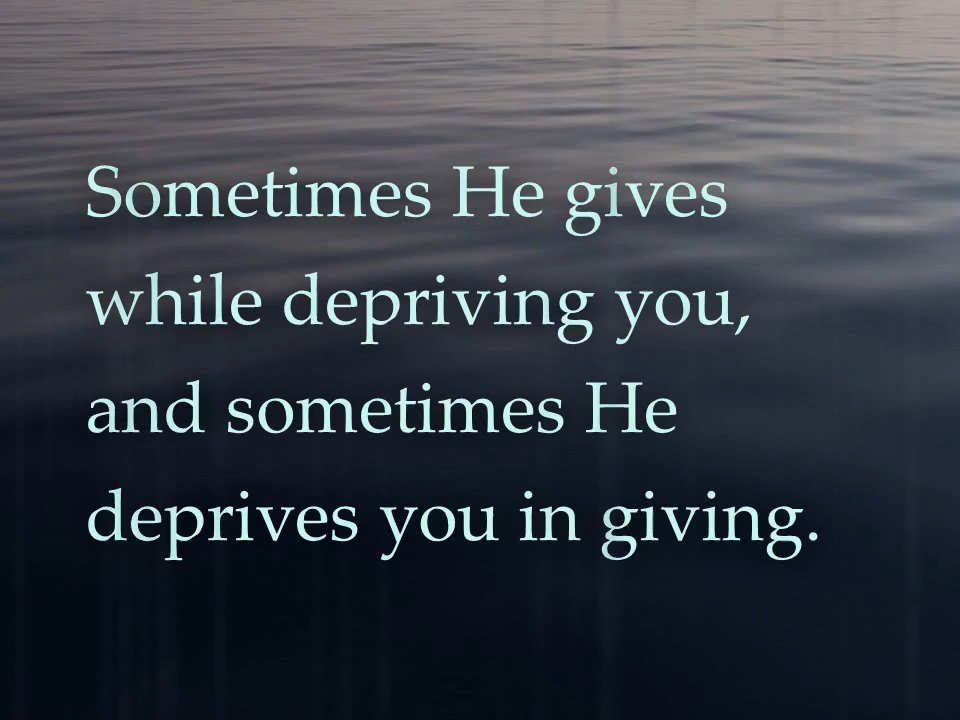 Sometimes He gives
while depriving you,
and sometimes He
deprives you in giving.